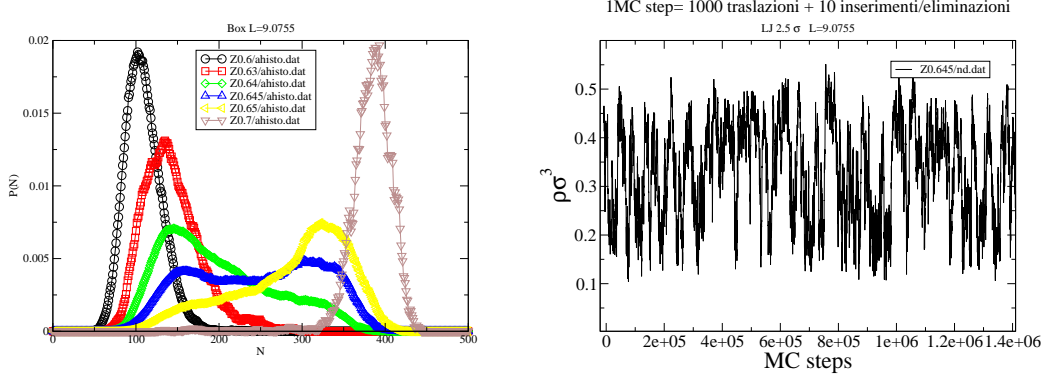 1MC step= 1000 traslazioni + 10 inserimenti/eliminazioni
Box L=9.0755
0.02
0.015
0.01
0.005
0
P(N)
Z0.6/ahisto.dat
Z0.63/ahisto.dat
Z0.64/ahisto.dat
Z0.645/ahisto.dat
Z0.65/ahisto.dat
Z0.7/ahisto.dat
0 100 200 300 400 500
N
LJ 2.5 σ L=9.0755
0.5
0.4
0.3
0.2
0.1
ρσ³
Z0.645/nd.dat
0 2e+05 4e+05 6e+05 8e+05 1e+06 1.2e+06 1.4e+06
MC steps